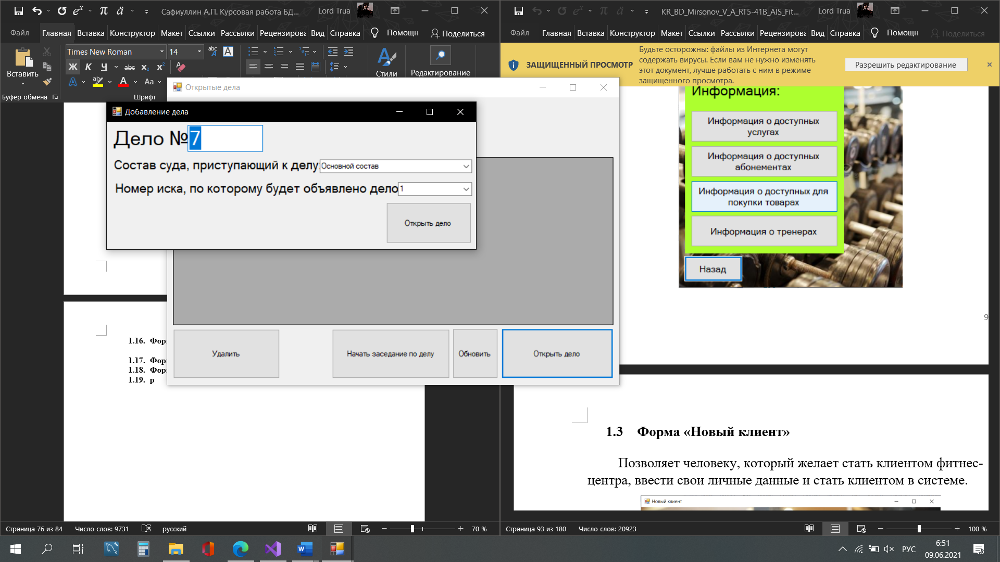 Сафиуллин А.П. Курсовая работа БД...
Lord Trua
Файл
Главная
Вставка
Конструктор
Макет
Ссылки
Рассылки
Рецензирова
Вид
Справка
Помощн
Поделиться
Вставить
Буфер обмена
Times New Roman
14
Ж К Ч abc x₂ x²
Aa
Шрифт
Стили
Редактирование
KR_BD_Mirsonov_V_A_RT5-41B_AIS_Fit...
Lord Trua
Файл
Главная
Вставка
Конструктор
Макет
Ссылки
Рассылки
Рецензирова
Вид
Справка
Помощн
Поделиться
ЗАЩИЩЕННЫЙ ПРОСМОТР
Будьте осторожны: файлы из Интернета могут
содержать вирусы. Если вам не нужно изменять
этот документ, лучше работать с ним в режиме
защищенного просмотра.
Разрешить редактирование
Открытые дела
Добавление дела
Дело №7
Состав суда, приступающий к делу Основной состав
Номер иска, по которому будет объявлено дело 1
Открыть дело
Удалить
Начать заседание по делу
Обновить
Открыть дело
1.16. Фор
1.17. Фор
1.18. Фор
1.19. р
Информация:
Информация о доступных
услугах
Информация о доступных
абонементах
Информация о доступных для
покупки товарах
Информация о тренерах
Назад
9
1.3 Форма «Новый клиент»
Позволяет человеку, который желает стать клиентом фитнес-
центра, ввести свои личные данные и стать клиентом в системе.
Новый клиент
Страница 76 из 84
Число слов: 9731
русский
70 %
Страница 93 из 180
Число слов: 20923
100 %
РУС
6:51
09.06.2021